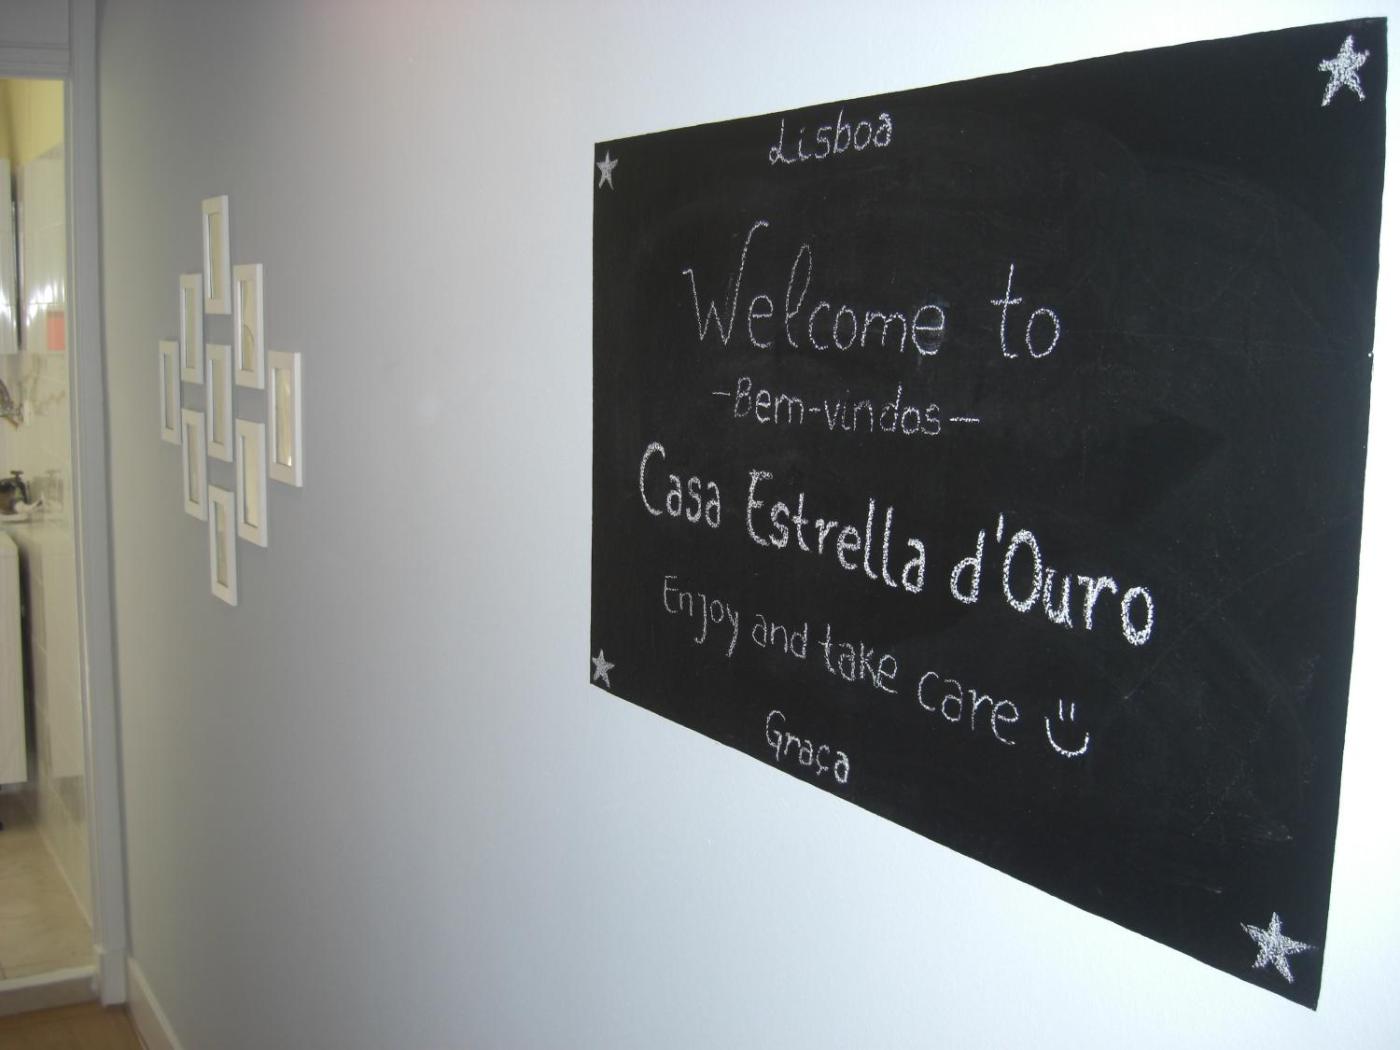 Lisboa
Welcome to
-Bem-vindos-
Casa Estrella d'Ouro
Enjoy and take care
Graça